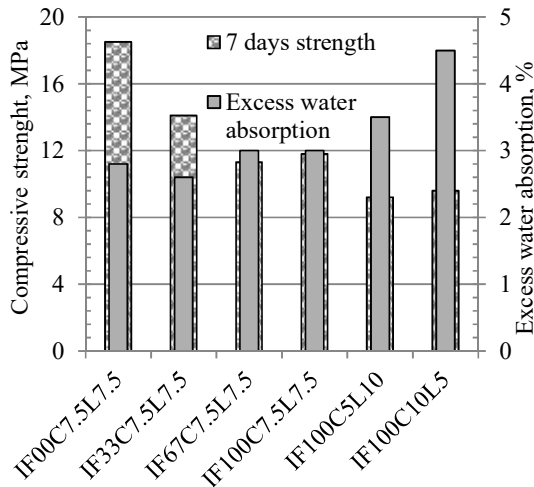 20
16
12
8
4
0
Compressive strenght, MPa
7 days strength
Excess water
absorption
5
4
3
2
1
0
Excess water absorption, %
IF00C7.5L7.5
IF33C7.5L7.5
IF67C7.5L7.5
IF100C7.5L7.5
IF100C5L10
IF100C10L5